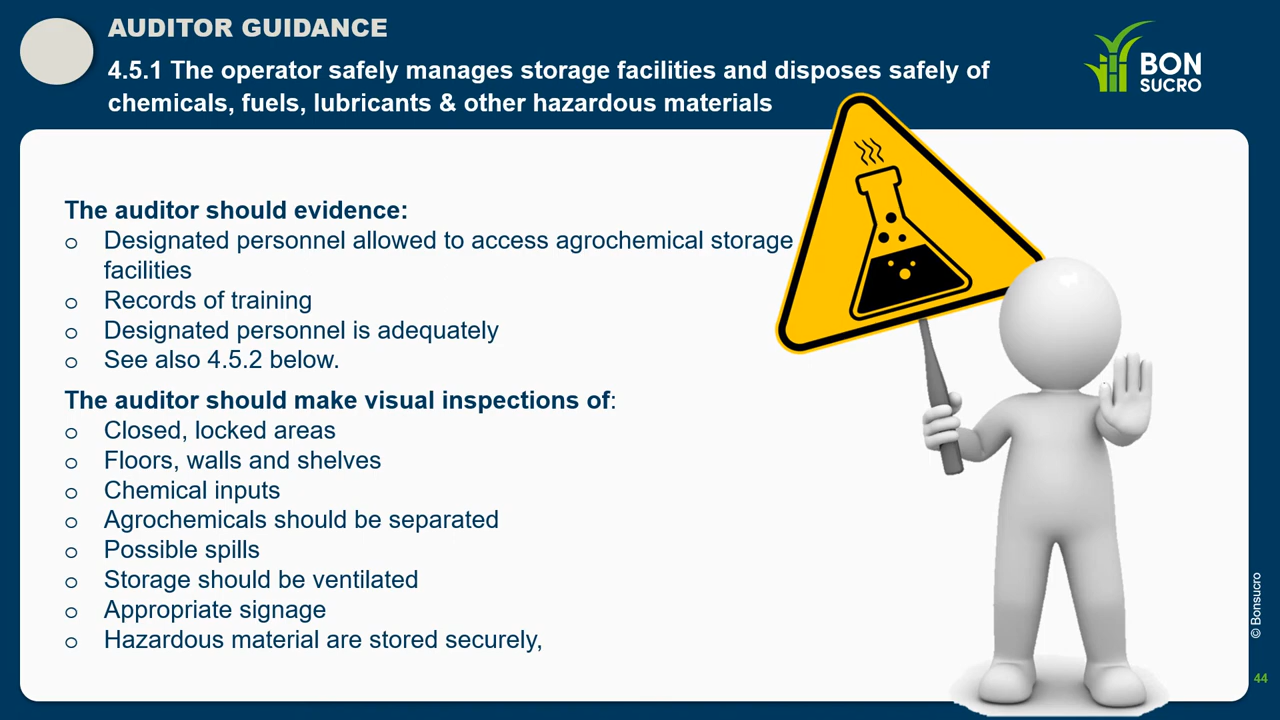 AUDITOR GUIDANCE
4.5.1 The operator safely manages storage facilities and disposes safely of
chemicals, fuels, lubricants & other hazardous materials
BON
SUCRO
The auditor should evidence:
o Designated personnel allowed to access agrochemical storage
facilities
o Records of training
o Designated personnel is adequately
o See also 4.5.2 below.
The auditor should make visual inspections of:
o Closed, locked areas
o Floors, walls and shelves
o Chemical inputs
o Agrochemicals should be separated
o Possible spills
o Storage should be ventilated
o Appropriate signage
o Hazardous material are stored securely,
© Bonsucro
44